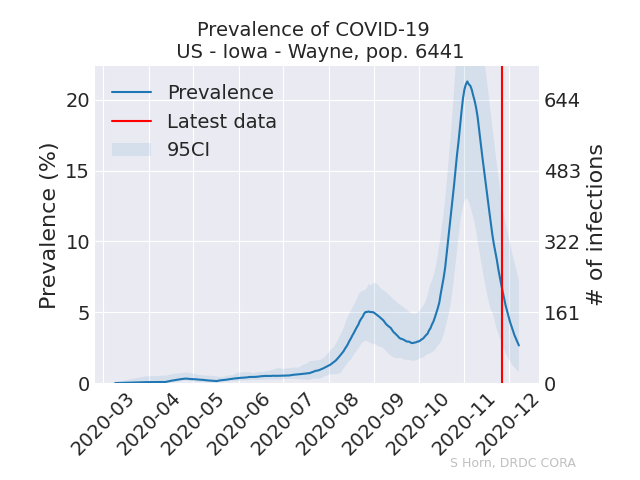 Prevalence of COVID-19
US - Iowa - Wayne, pop. 6441
Prevalence
Latest data
95CI
Prevalence (%)
20
15
10
5
0
644
483
322
161
0
# of infections
2020-03
2020-04
2020-05
2020-06
2020-07
2020-08
2020-09
2020-10
2020-11
2020-12
S Horn, DRDC CORA